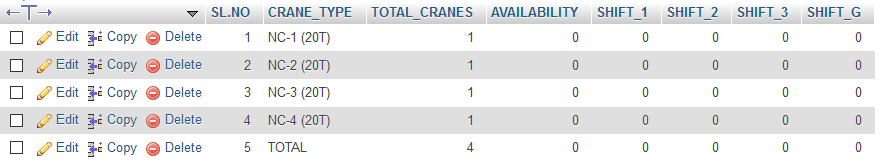 SL.NO CRANE_TYPE TOTAL_CRANES AVAILABILITY SHIFT_1 SHIFT_2 SHIFT_3 SHIFT_G
Edit Copy Delete 1 NC-1 (20T) 1 0 0 0 0 0
Edit Copy Delete 2 NC-2 (20T) 1 0 0 0 0 0
Edit Copy Delete 3 NC-3 (20T) 1 0 0 0 0 0
Edit Copy Delete 4 NC-4 (20T) 1 0 0 0 0 0
Edit Copy Delete 5 TOTAL 4 0 0 0 0 0